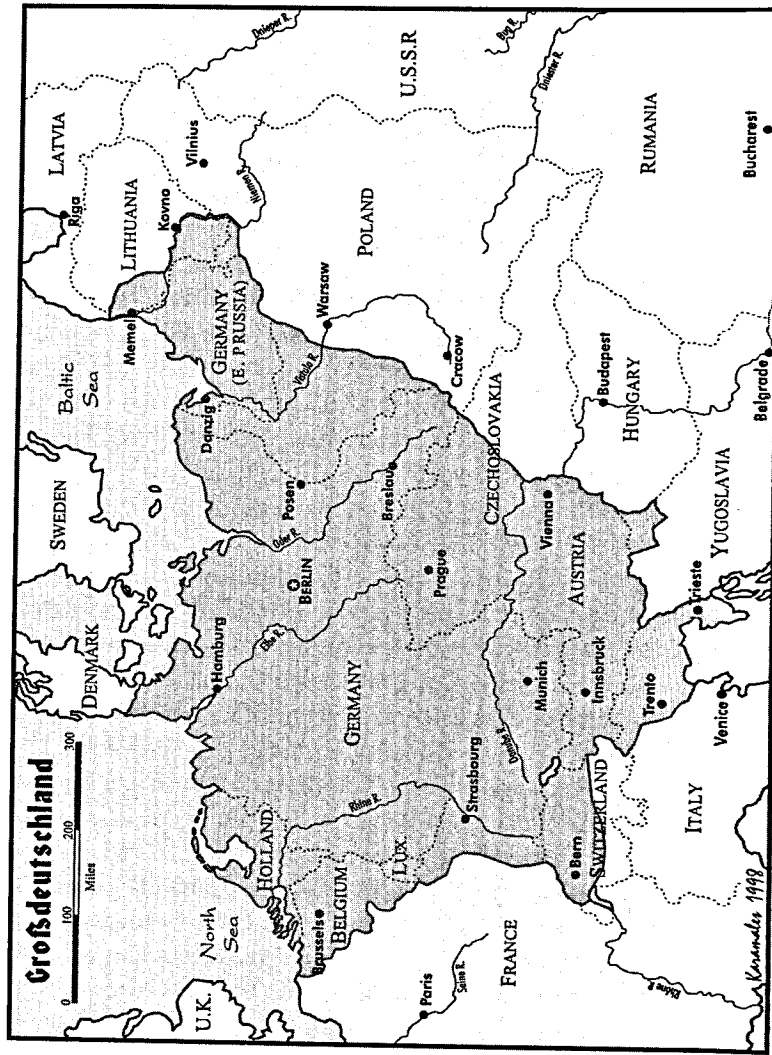 Großdeutschland
0 100 200 300
Miles
North
Sea
Baltic
Sea
U.K.
DENMARK
SWEDEN
LATVIA
Riga
LITHUANIA
Memel
Kovno
Vilnius
Dnieper R.
Hamburg
Danzig
GERMANY
(E. PRUSSIA)
Niemen R.
HOLLAND
Elbe R.
BERLIN
Oder R.
Posen
Vistula R.
Warsaw
POLAND
U.S.S.R
Brussels
BELGIUM
Rhine R.
GERMANY
Breslau
LUX.
Prague
Cracow
Paris
Seine R.
Strasbourg
CZECHOSLOVAKIA
Bug R.
Dniester R.
FRANCE
Danube R.
Munich
Vienna
Bern
SWITZERLAND
Innsbruck
AUSTRIA
Budapest
HUNGARY
RUMANIA
Trento
Trieste
Venice
ITALY
YUGOSLAVIA
Belgrade
Bucharest
Rhône R.
Karamales 1998